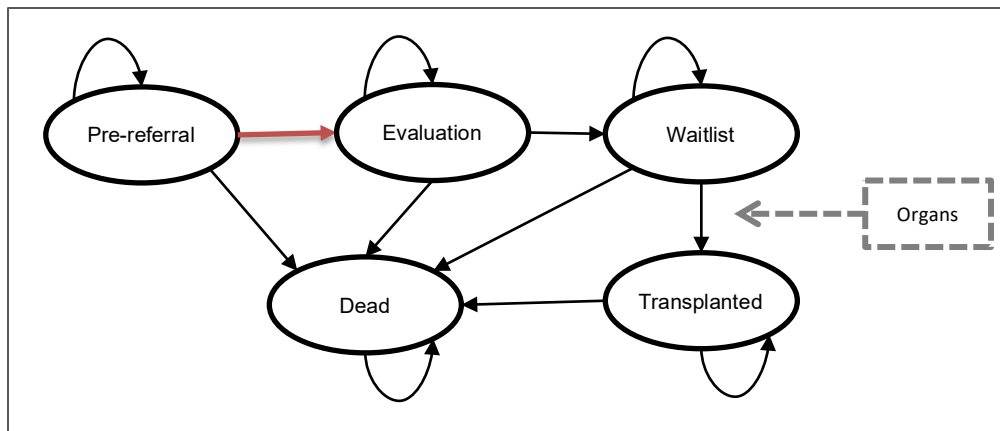 Pre-referral
Evaluation
Waitlist
Organs
Dead
Transplanted